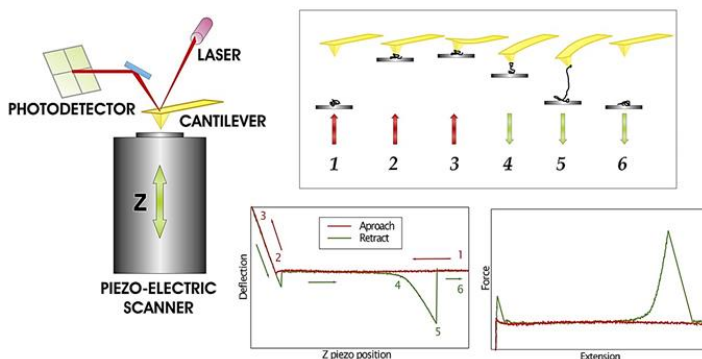 LASER
PHOTODETECTOR
CANTILEVER
Z
PIEZO-ELECTRIC
SCANNER
1 2 3 4 5 6
3
2
Aproach
Retract
1
4
6
5
Deflection
Z piezo position
Force
Extension